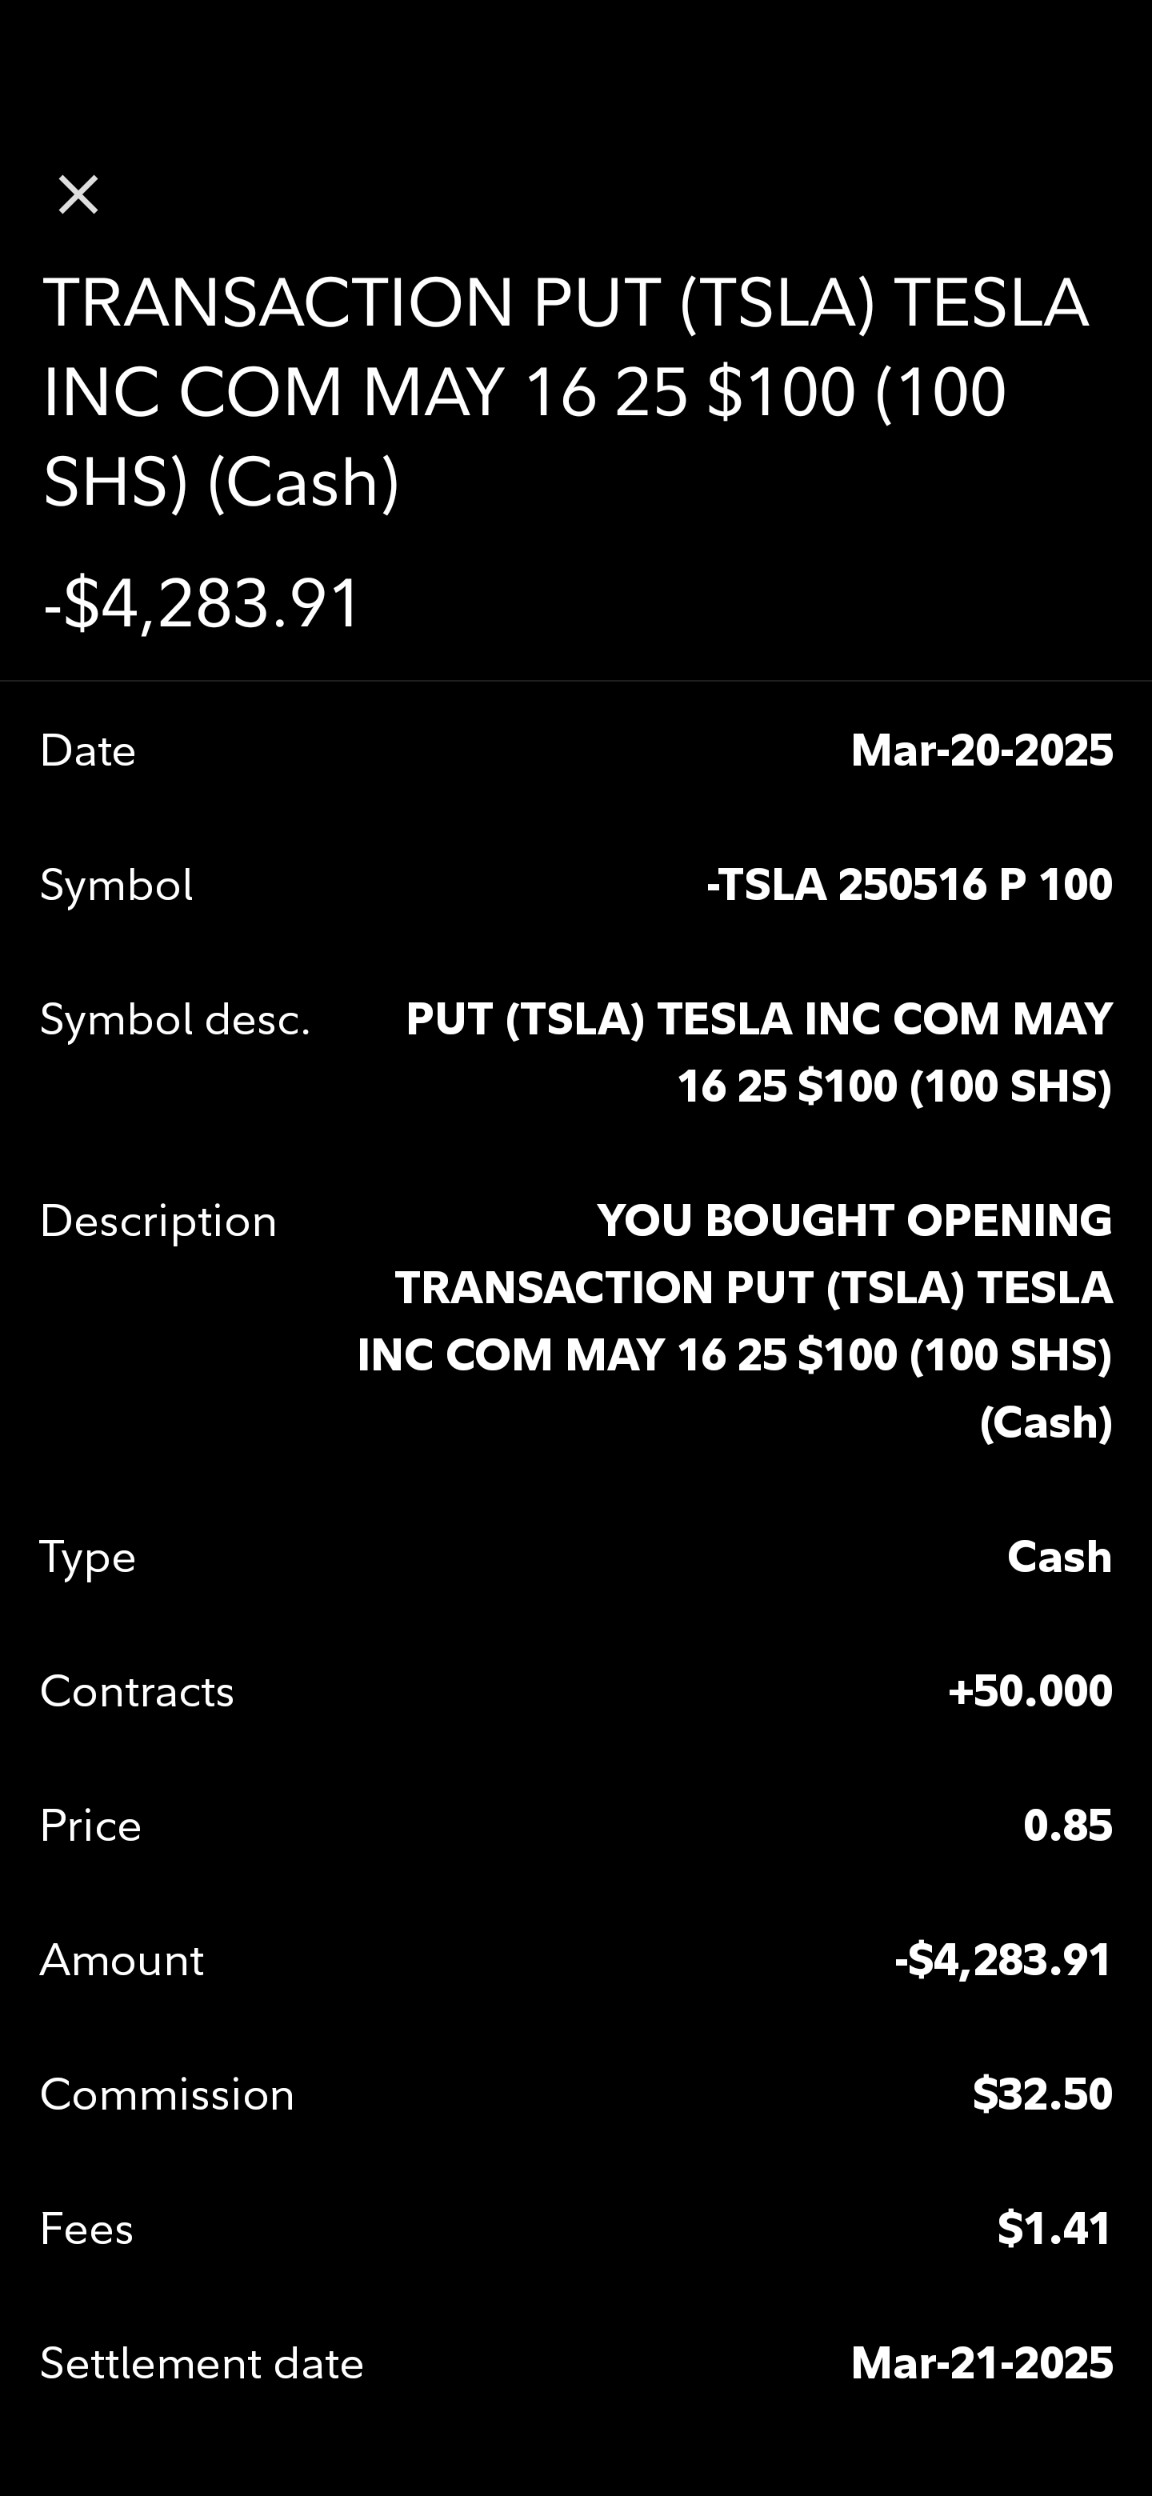 TRANSACTION PUT (TSLA) TESLA
INC COM MAY 16 25 $100 (100
SHS) (Cash)
-$4,283.91
Date Mar-20-2025
Symbol -TSLA 250516 P 100
Symbol desc. PUT (TSLA) TESLA INC COM MAY
16 25 $100 (100 SHS)
Description YOU BOUGHT OPENING
TRANSACTION PUT (TSLA) TESLA
INC COM MAY 16 25 $100 (100 SHS)
(Cash)
Type Cash
Contracts +50.000
Price 0.85
Amount -$4,283.91
Commission $32.50
Fees $1.41
Settlement date Mar-21-2025